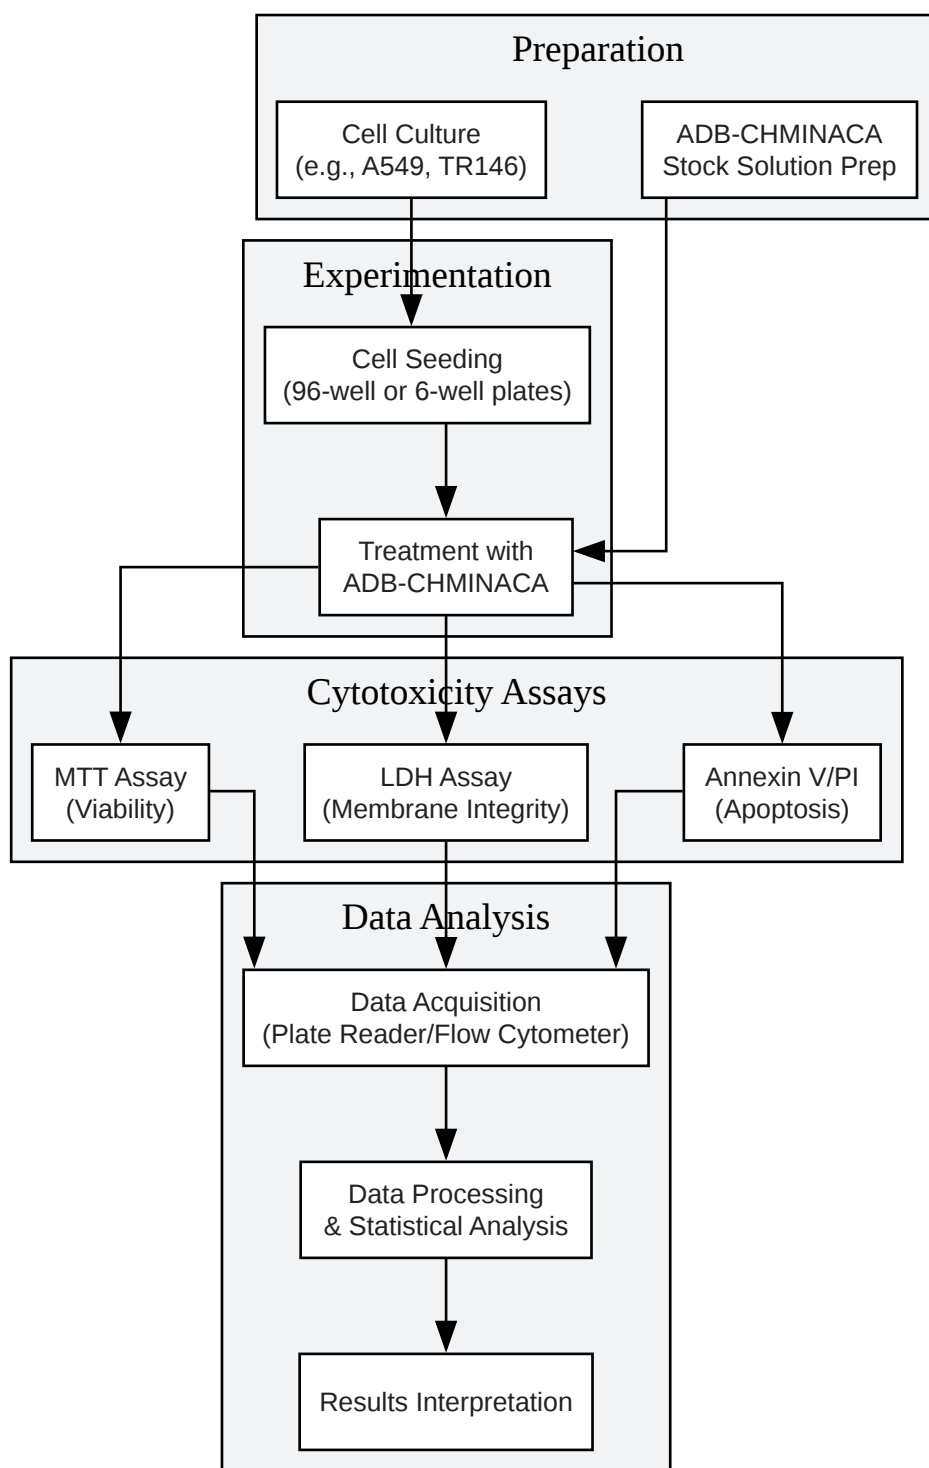 Preparation
Cell Culture
(e.g., A549, TR146)
ADB-CHMINACA
Stock Solution Prep
Experimentation
Cell Seeding
(96-well or 6-well plates)
Treatment with
ADB-CHMINACA
Cytotoxicity Assays
MTT Assay
(Viability)
LDH Assay
(Membrane Integrity)
Annexin V/PI
(Apoptosis)
Data Analysis
Data Acquisition
(Plate Reader/Flow Cytometer)
Data Processing
& Statistical Analysis
Results Interpretation